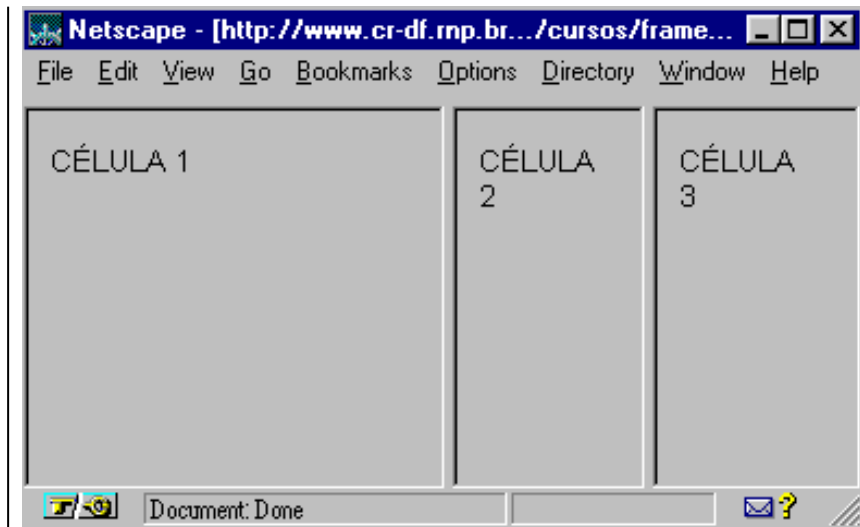 Netscape - [http://www.cr-df.rnp.br.../cursos/frame...
File Edit View Go Bookmarks Options Directory Window Help
CÉLULA 1
CÉLULA
2
CÉLULA
3
Document: Done